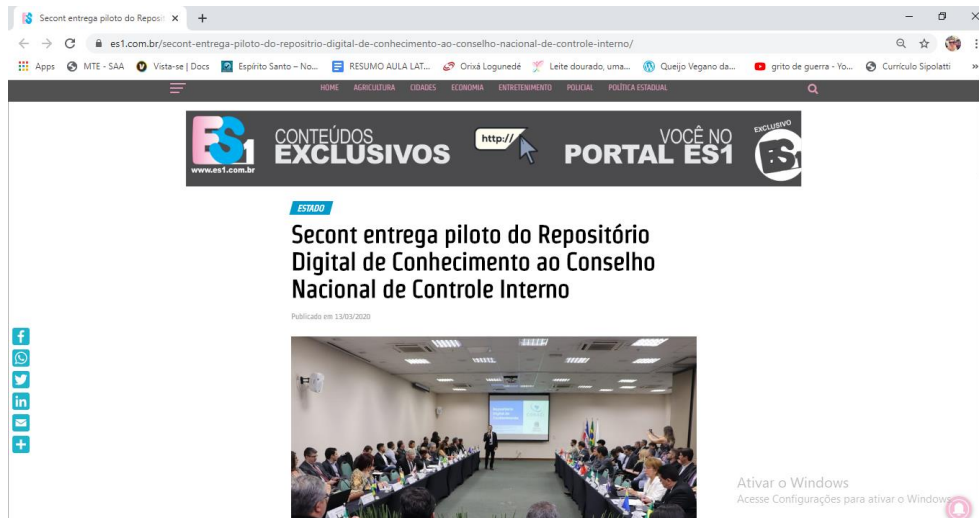 Secont entrega piloto do Reposit
es1.com.br/secont-entrega-piloto-do-repositrio-digital-de-conhecimento-ao-conselho-nacional-de-controle-interno/
Apps MTE - SAA Vista-se | Docs Espírito Santo – No... RESUMO AULA LAT... Orixá Logunedé Leite dourado, uma... Queijo Vegano da... grito de guerra - Yo... Currículo Sipolatti »
HOME AGRICULTURA CIDADES ECONOMIA ENTRETENIMENTO POLICIAL POLÍTICA ESTADUAL
ES1
www.es1.com.br
CONTEÚDOS
EXCLUSIVOS
http://
VOCÊ NO
PORTAL ES1
EXCLUSIVO
ES1
ESTADO
Secont entrega piloto do Repositório
Digital de Conhecimento ao Conselho
Nacional de Controle Interno
Publicado em 13/03/2020
Ativar o Windows
Acesse Configurações para ativar o Windows